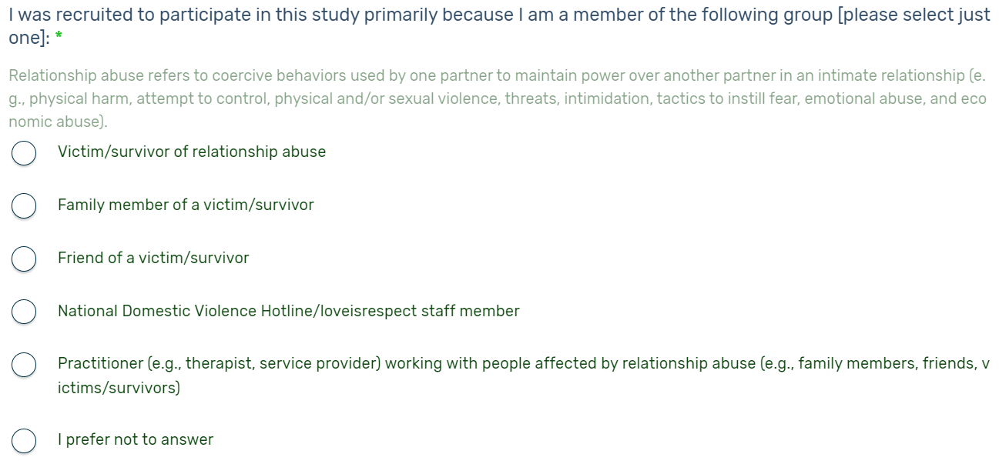 I was recruited to participate in this study primarily because I am a member of the following group [please select just
one]: *
Relationship abuse refers to coercive behaviors used by one partner to maintain power over another partner in an intimate relationship (e.
g., physical harm, attempt to control, physical and/or sexual violence, threats, intimidation, tactics to instill fear, emotional abuse, and eco
nomic abuse).
Victim/survivor of relationship abuse
Family member of a victim/survivor
Friend of a victim/survivor
National Domestic Violence Hotline/loveisrespect staff member
Practitioner (e.g., therapist, service provider) working with people affected by relationship abuse (e.g., family members, friends, v
ictims/survivors)
I prefer not to answer